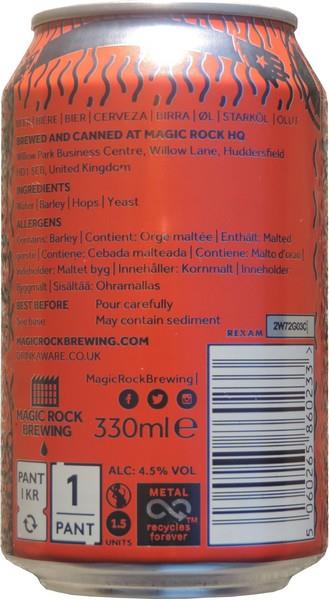 BEER | BIÈRE | BIER | CERVEZA | BIRRA | ØL | STARKÖL | OLUT
BREWED AND CANNED AT MAGIC ROCK HQ
Willow Park Business Centre, Willow Lane, Huddersfield
HD1 5EB, United Kingdom
INGREDIENTS
Water | Barley | Hops | Yeast
ALLERGENS
Contains: Barley | Contient: Orge maltée | Enthält: Malted
gerste | Contiene: Cebada malteada | Contiene: Malto d'orzo |
Indeholder: Maltet byg | Innehåller: Kornmalt | Inneholder
Byggmalt | Sisältää: Ohramallas
BEST BEFORE Pour carefully
See base May contain sediment
REXAM 2W72G03C
MAGICROCKBREWING.COM
DRINKAWARE.CO.UK
MagicRockBrewing |
MAGIC ROCK
BREWING
330ml e
PANT
1 KR
1
PANT
ALC: 4.5% VOL
1.5
UNITS
METAL
recycles
forever
TM
5 060265 860233 >